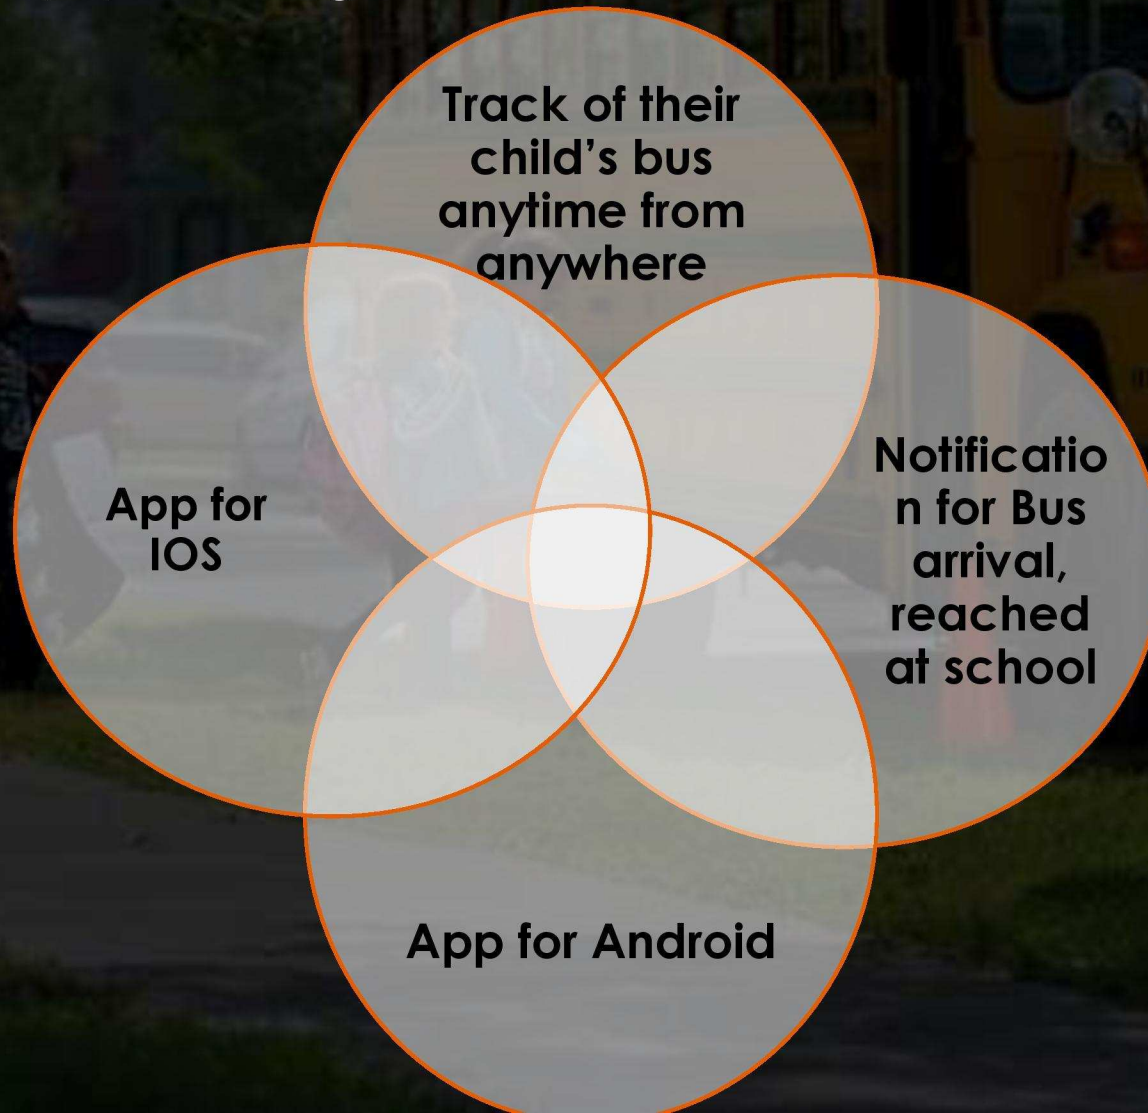 Track of their
child's bus
anytime from
anywhere
App for
IOS
Notificatio
n for Bus
arrival,
reached
at school
App for Android